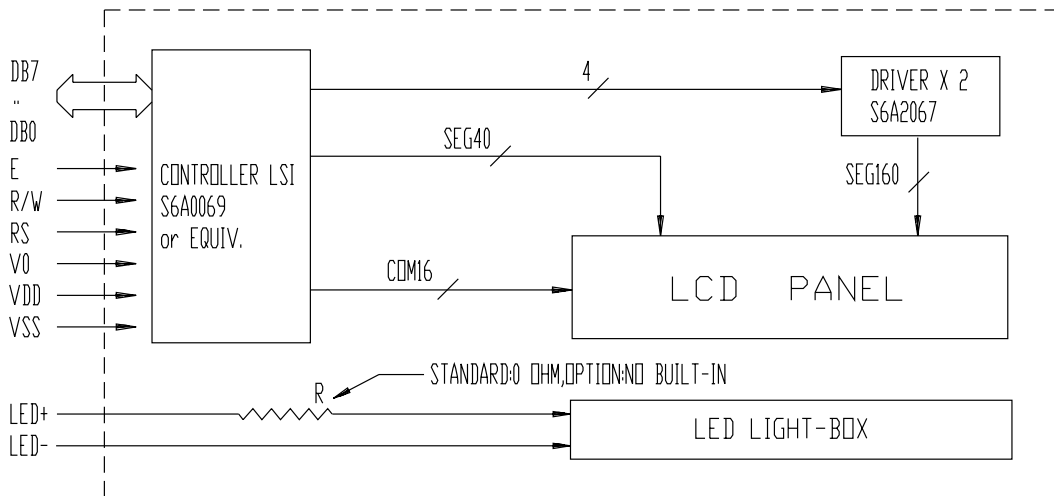 DB7
"
DB0
E
R/W
RS
V0
VDD
VSS
LED+
LED-
CONTROLLER LSI
S6A0069
or EQUIV.
4
SEG40
COM16
DRIVER X 2
S6A2067
SEG160
LCD PANEL
R
STANDARD:0 OHM,OPTION:NO BUILT-IN
LED LIGHT-BOX